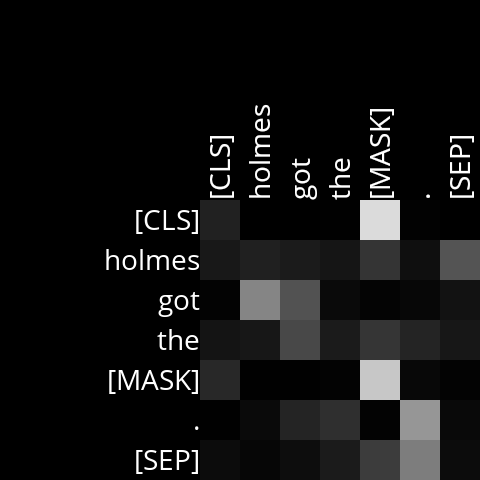 [CLS] holmes got the [MASK] . [SEP]
[CLS]
holmes
got
the
[MASK]
.
[SEP]